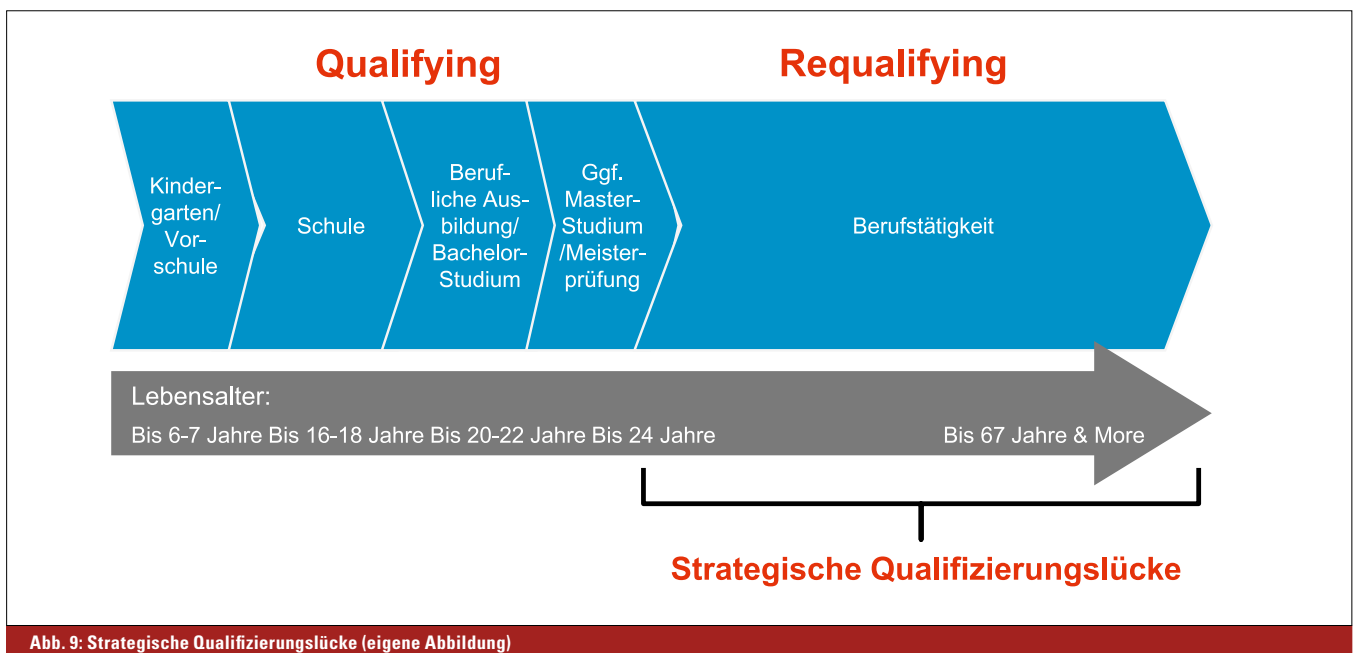 Qualifying
Requalifying
Kinder-
garten/
Vor-
schule
Schule
Beruf-
liche Aus-
bildung/
Bachelor-
Studium
Ggf.
Master-
Studium
/Meister-
prüfung
Berufstätigkeit
Lebensalter:
Bis 6-7 Jahre Bis 16-18 Jahre Bis 20-22 Jahre Bis 24 Jahre
Bis 67 Jahre & More
Strategische Qualifizierungslücke
Abb. 9: Strategische Qualifizierungslücke (eigene Abbildung)